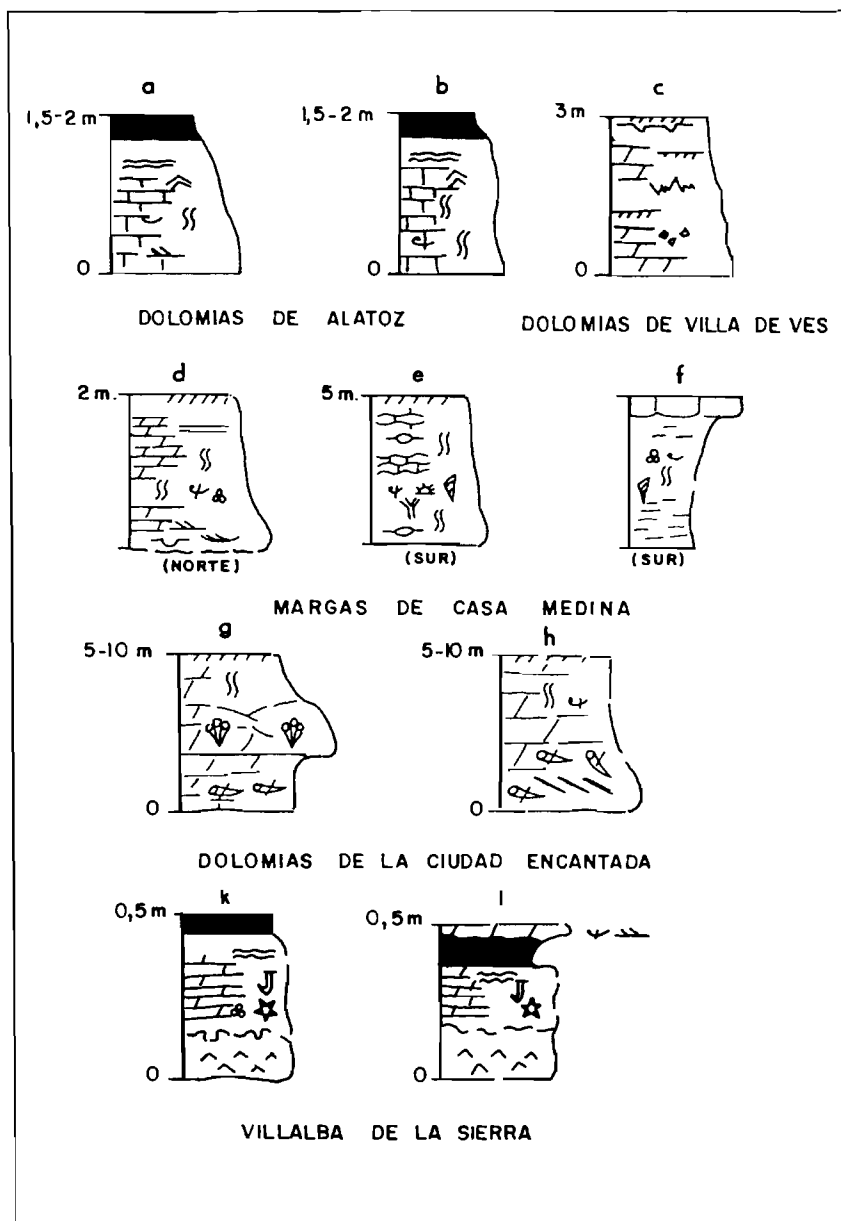 a b c
1,5-2 m 1,5-2 m 3 m
0 0 0
DOLOMIAS DE ALATOZ DOLOMIAS DE VILLA DE VES
d e f
2 m. 5 m.
(NORTE) (SUR) (SUR)
MARGAS DE CASA MEDINA
g h
5-10 m 5-10 m
0 0
DOLOMIAS DE LA CIUDAD ENCANTADA
k l
0,5 m 0,5 m
0 0
VILLALBA DE LA SIERRA